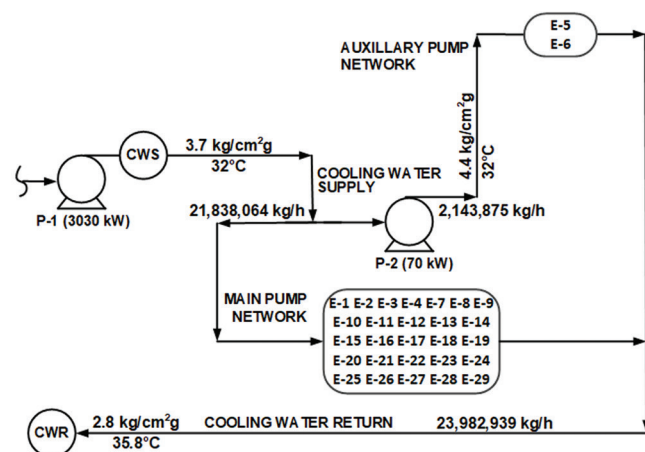 E-5
E-6
AUXILLARY PUMP
NETWORK
4.4 kg/cm²g
32°C
CWS
3.7 kg/cm²g
32°C
P-1 (3030 kW)
COOLING WATER
SUPPLY
21,838,064 kg/h
2,143,875 kg/h
P-2 (70 kW)
MAIN PUMP
NETWORK
E-1 E-2 E-3 E-4 E-7 E-8 E-9
E-10 E-11 E-12 E-13 E-14
E-15 E-16 E-17 E-18 E-19
E-20 E-21 E-22 E-23 E-24
E-25 E-26 E-27 E-28 E-29
CWR
2.8 kg/cm²g
35.8°C
COOLING WATER RETURN
23,982,939 kg/h